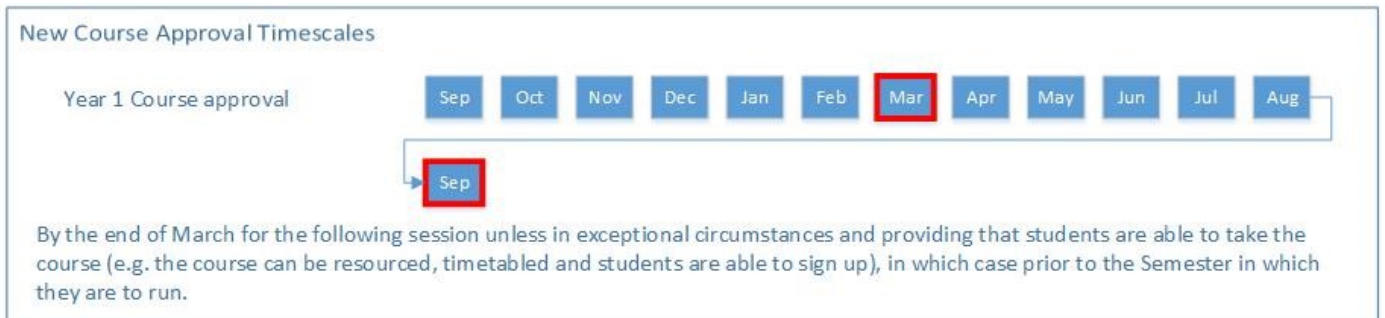 New Course Approval Timescales
Year 1 Course approval Sep Oct Nov Dec Jan Feb Mar Apr May Jun Jul Aug
Sep
By the end of March for the following session unless in exceptional circumstances and providing that students are able to take the
course (e.g. the course can be resourced, timetabled and students are able to sign up), in which case prior to the Semester in which
they are to run.